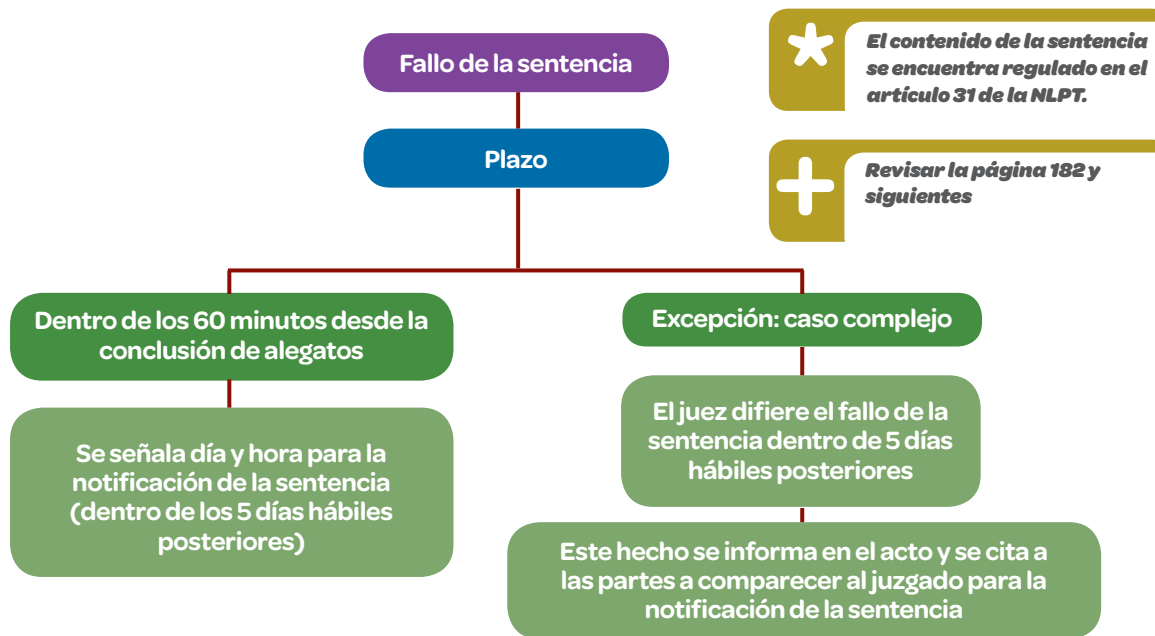 Fallo de la sentencia
El contenido de la sentencia
se encuentra regulado en el
artículo 31 de la NLPT.
Plazo
Revisar la página 182 y
siguientes
Dentro de los 60 minutos desde la
conclusión de alegatos
Se señala día y hora para la
notificación de la sentencia
(dentro de los 5 días hábiles
posteriores)
Excepción: caso complejo
El juez difiere el fallo de la
sentencia dentro de 5 días
hábiles posteriores
Este hecho se informa en el acto y se cita a
las partes a comparecer al juzgado para la
notificación de la sentencia